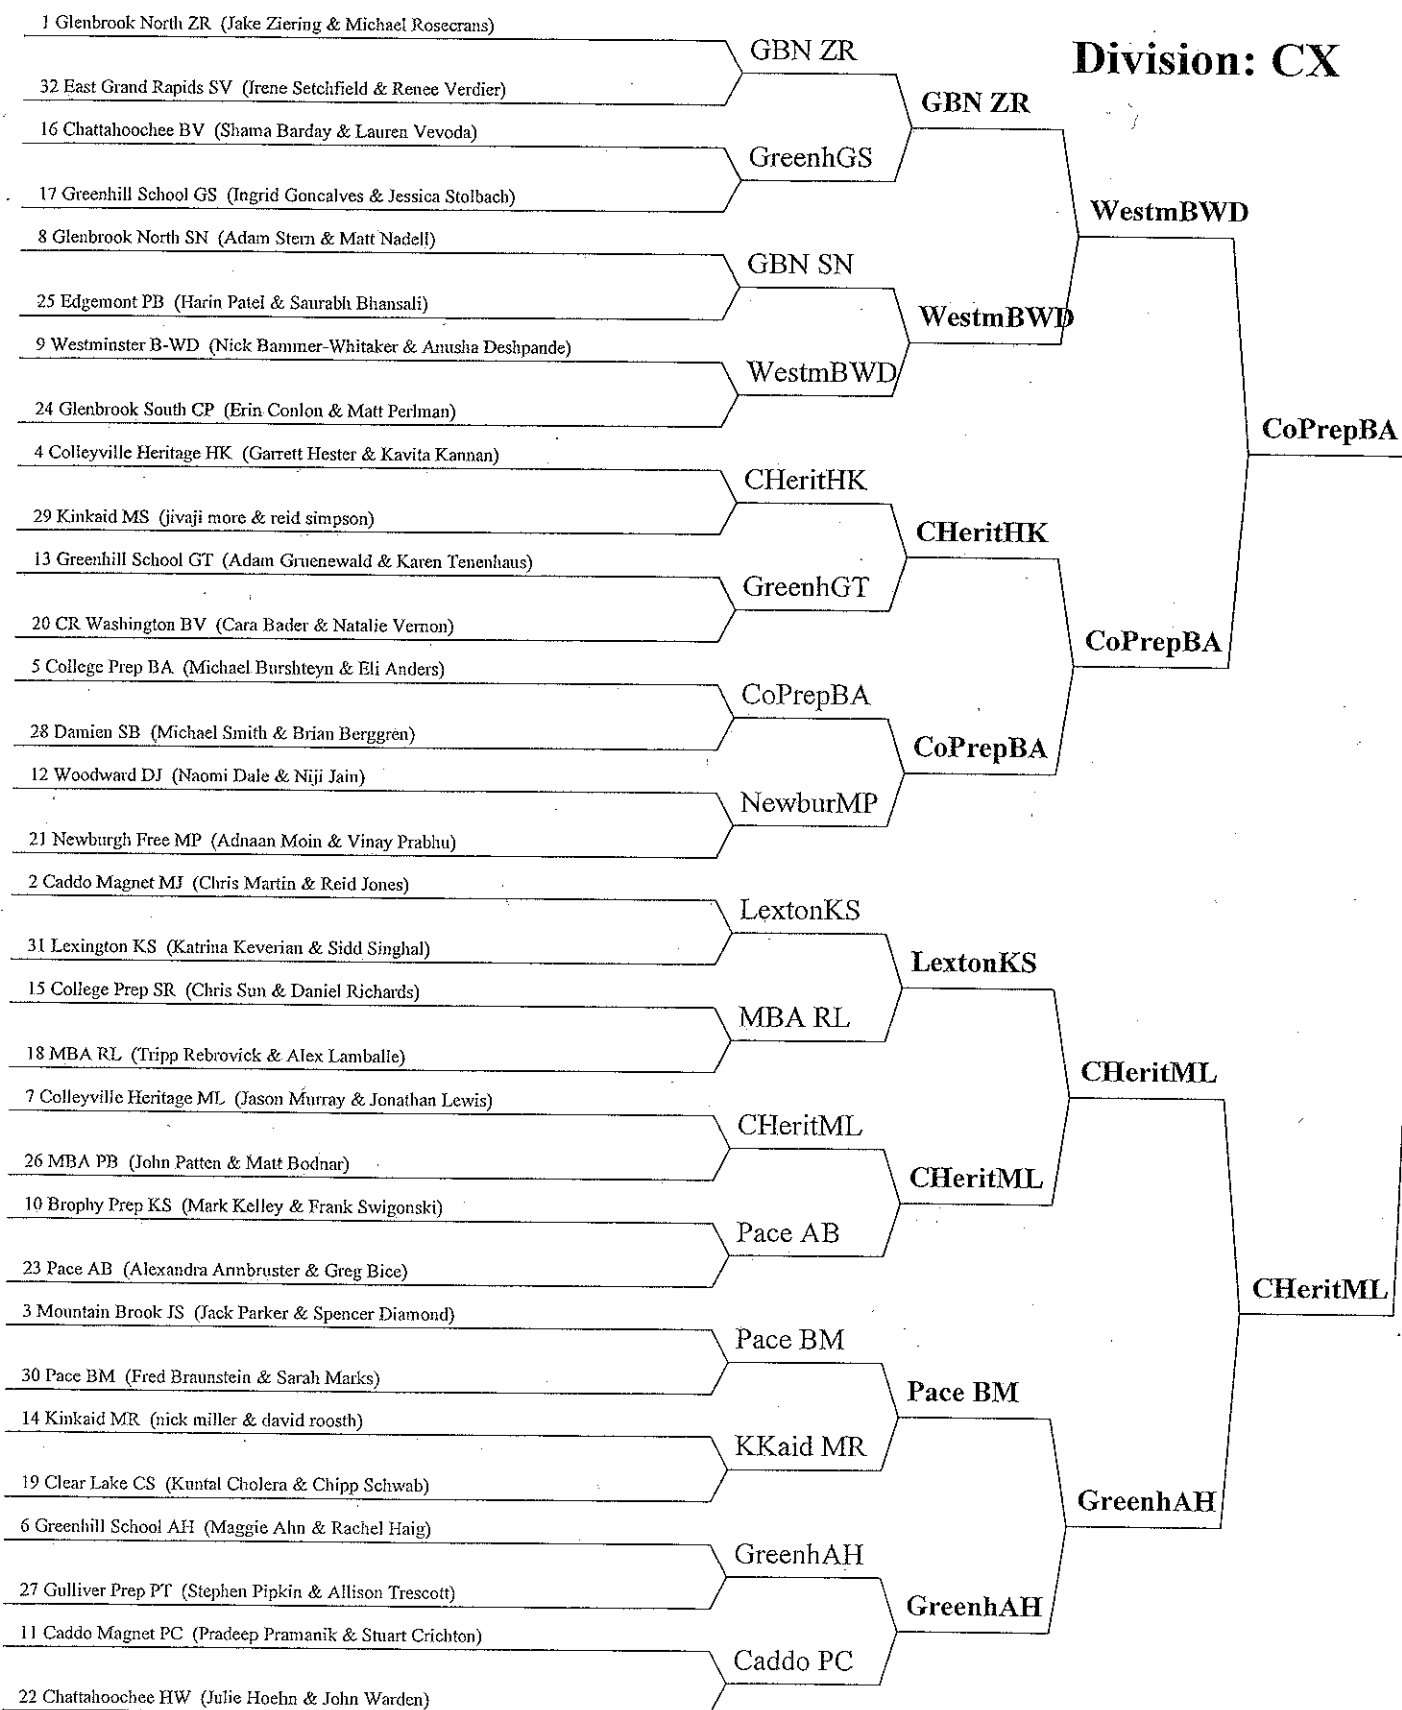 Division: CX
1 Glenbrook North ZR (Jake Ziering & Michael Rosecrans)
GBN ZR
32 East Grand Rapids SV (Irene Setchfield & Renee Verdier)
GBN ZR
16 Chattahoochee BV (Shama Barday & Lauren Vevoda)
GreenhGS
17 Greenhill School GS (Ingrid Goncalves & Jessica Stolbach)
WestmBWD
8 Glenbrook North SN (Adam Stern & Matt Nadell)
GBN SN
25 Edgemont PB (Harin Patel & Saurabh Bhansali)
WestmBWD
9 Westminster B-WD (Nick Bammer-Whitaker & Anusha Deshpande)
WestmBWD
24 Glenbrook South CP (Erin Conlon & Matt Perlman)
CoPrepBA
4 Colleyville Heritage HK (Garrett Hester & Kavita Kannan)
CHeritHK
29 Kinkaid MS (jivaji more & reid simpson)
CHeritHK
13 Greenhill School GT (Adam Gruenewald & Karen Tenenhaus)
GreenhGT
20 CR Washington BV (Cara Bader & Natalie Vernon)
CoPrepBA
5 College Prep BA (Michael Burshteyn & Eli Anders)
CoPrepBA
28 Damien SB (Michael Smith & Brian Berggren)
CoPrepBA
12 Woodward DJ (Naomi Dale & Niji Jain)
NewburMP
21 Newburgh Free MP (Adnaan Moin & Vinay Prabhu)
2 Caddo Magnet MJ (Chris Martin & Reid Jones)
LextonKS
31 Lexington KS (Katrina Keverian & Sidd Singhal)
LextonKS
15 College Prep SR (Chris Sun & Daniel Richards)
MBA RL
18 MBA RL (Tripp Rebrovick & Alex Lamballe)
CHeritML
7 Colleyville Heritage ML (Jason Murray & Jonathan Lewis)
CHeritML
26 MBA PB (John Patten & Matt Bodnar)
CHeritML
10 Brophy Prep KS (Mark Kelley & Frank Swigonski)
Pace AB
23 Pace AB (Alexandra Armbruster & Greg Bice)
CHeritML
3 Mountain Brook JS (Jack Parker & Spencer Diamond)
Pace BM
30 Pace BM (Fred Braunstein & Sarah Marks)
Pace BM
14 Kinkaid MR (nick miller & david roosth)
KKaid MR
19 Clear Lake CS (Kuntal Cholera & Chipp Schwab)
GreenhAH
6 Greenhill School AH (Maggie Ahn & Rachel Haig)
GreenhAH
27 Gulliver Prep PT (Stephen Pipkin & Allison Trescott)
GreenhAH
11 Caddo Magnet PC (Pradeep Pramanik & Stuart Crichton)
Caddo PC
22 Chattahoochee HW (Julie Hoehn & John Warden)